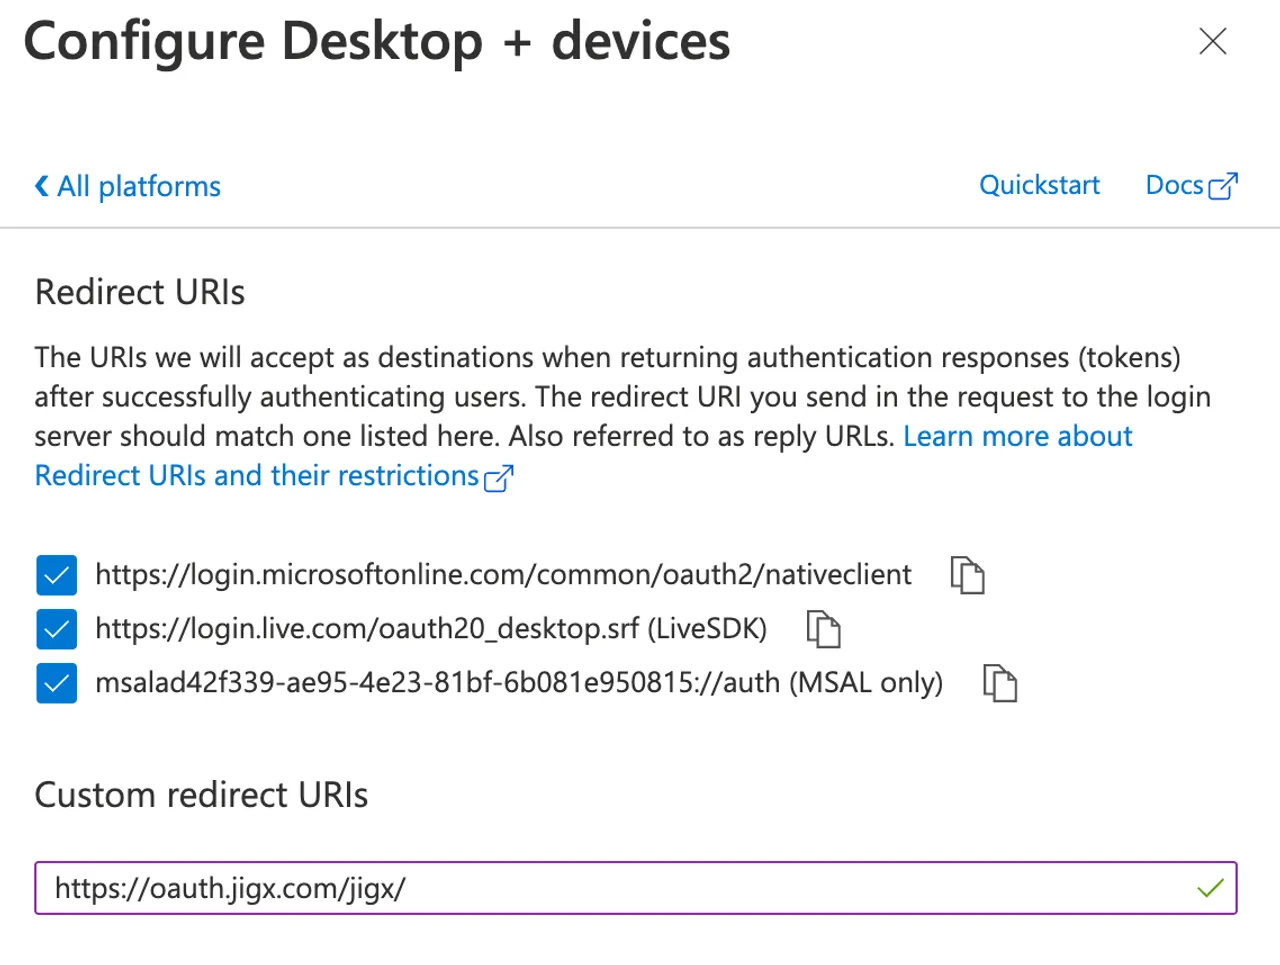 Configure Desktop + devices
All platforms
Quickstart
Docs
Redirect URIs
The URIs we will accept as destinations when returning authentication responses (tokens)
after successfully authenticating users. The redirect URI you send in the request to the login
server should match one listed here. Also referred to as reply URLs. Learn more about
Redirect URIs and their restrictions
https://login.microsoftonline.com/common/oauth2/nativeclient
https://login.live.com/oauth20_desktop.srf (LiveSDK)
msalad42f339-ae95-4e23-81bf-6b081e950815://auth (MSAL only)
Custom redirect URIs
https://oauth.jigx.com/jigx/